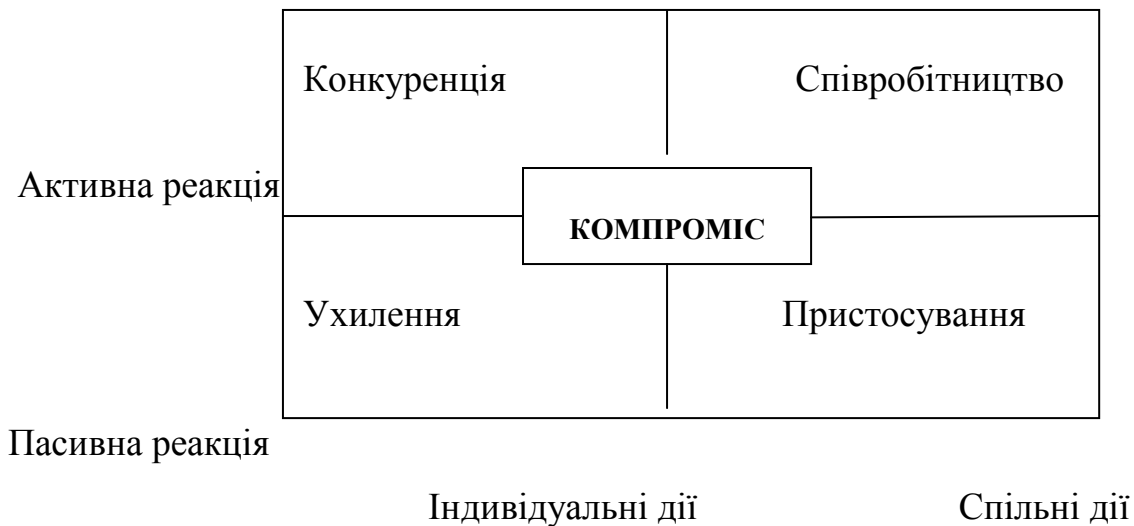 Конкуренція Співробітництво
Активна реакція
КОМПРОМІС
Ухилення Пристосування
Пасивна реакція
Індивідуальні дії Спільні дії